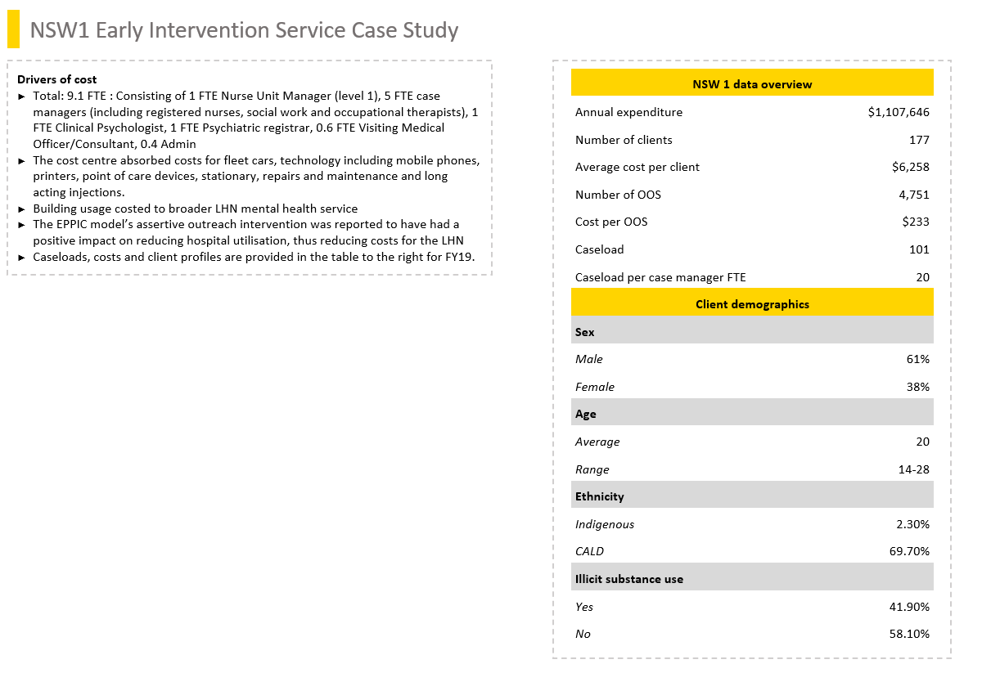 NSW1 Early Intervention Service Case Study
Drivers of cost
► Total: 9.1 FTE : Consisting of 1 FTE Nurse Unit Manager (level 1), 5 FTE case
managers (including registered nurses, social work and occupational therapists), 1
FTE Clinical Psychologist, 1 FTE Psychiatric registrar, 0.6 FTE Visiting Medical
Officer/Consultant, 0.4 Admin
► The cost centre absorbed costs for fleet cars, technology including mobile phones,
printers, point of care devices, stationary, repairs and maintenance and long
acting injections.
► Building usage costed to broader LHN mental health service
► The EPPIC model's assertive outreach intervention was reported to have had a
positive impact on reducing hospital utilisation, thus reducing costs for the LHN
► Caseloads, costs and client profiles are provided in the table to the right for FY19.
NSW 1 data overview
Annual expenditure $1,107,646
Number of clients 177
Average cost per client $6,258
Number of OOS 4,751
Cost per OOS $233
Caseload 101
Caseload per case manager FTE 20
Client demographics
Sex
Male 61%
Female 38%
Age
Average 20
Range 14-28
Ethnicity
Indigenous 2.30%
CALD 69.70%
Illicit substance use
Yes 41.90%
No 58.10%